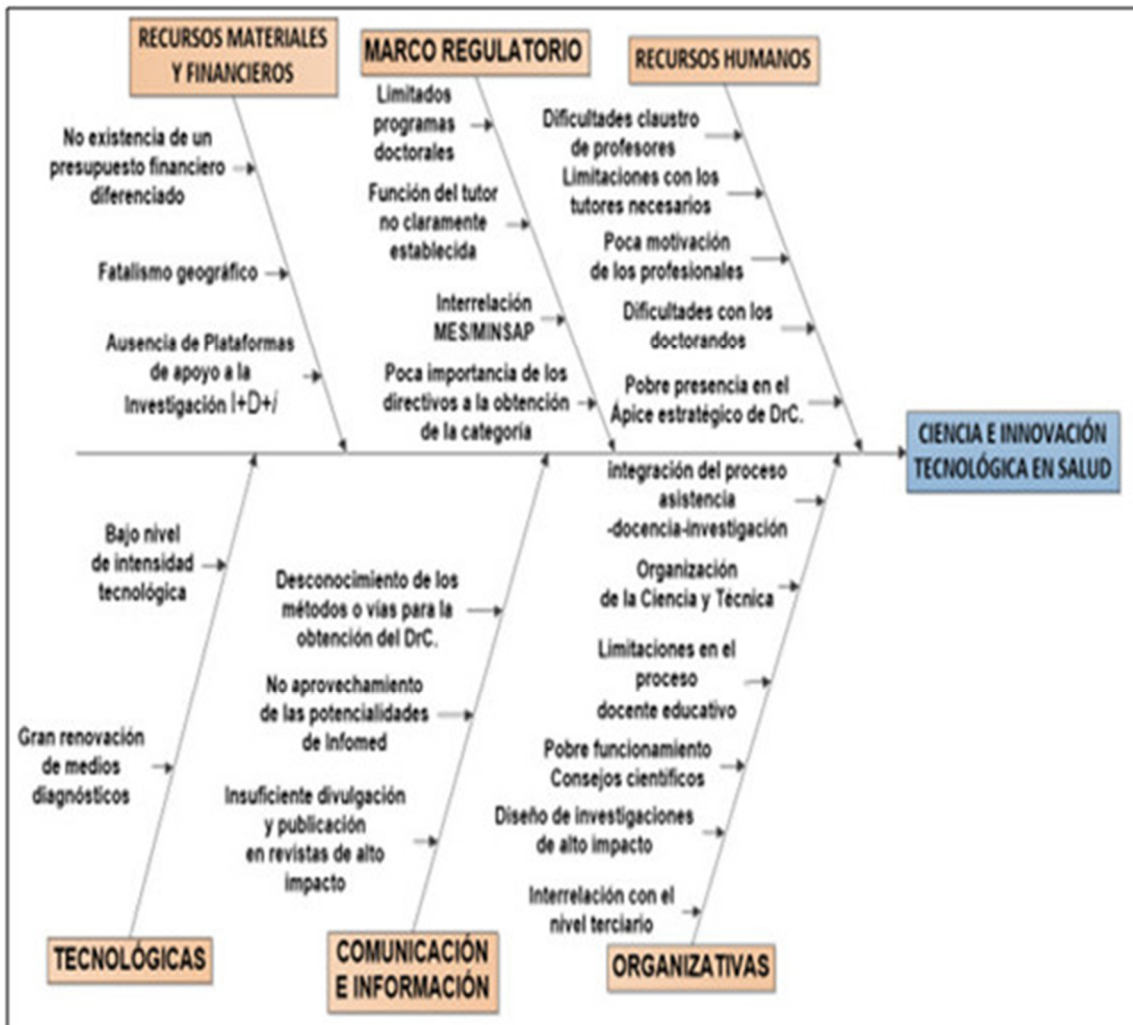 RECURSOS MATERIALES
Y FINANCIEROS
No existencia de un
presupuesto financiero
diferenciado
Fatalismo geográfico
Ausencia de Plataformas
de apoyo a la
Investigación I+D+i
MARCO REGULATORIO
Limitados
programas
doctorales
Función del tutor
no claramente
establecida
Interrelación
MES/MINSAP
Poca importancia de los
directivos a la obtención
de la categoría
RECURSOS HUMANOS
Dificultades claustro
de profesores
Limitaciones con los
tutores necesarios
Poca motivación
de los profesionales
Dificultades con los
doctorandos
Pobre presencia en el
Ápice estratégico de DrC.
CIENCIA E INNOVACIÓN
TECNOLÓGICA EN SALUD
Bajo nivel
de intensidad
tecnológica
Gran renovación
de medios
diagnósticos
TECNOLÓGICAS
Desconocimiento de los
métodos o vías para la
obtención del DrC.
No aprovechamiento
de las potencialidades
de Infomed
Insuficiente divulgación
y publicación
en revistas de alto
impacto
COMUNICACIÓN
E INFORMACIÓN
integración del proceso
asistencia
-docencia-investigación
Organización
de la Ciencia y Técnica
Limitaciones en el
proceso
docente educativo
Pobre funcionamiento
Consejos científicos
Diseño de investigaciones
de alto impacto
Interrelación con el
nivel terciario
ORGANIZATIVAS